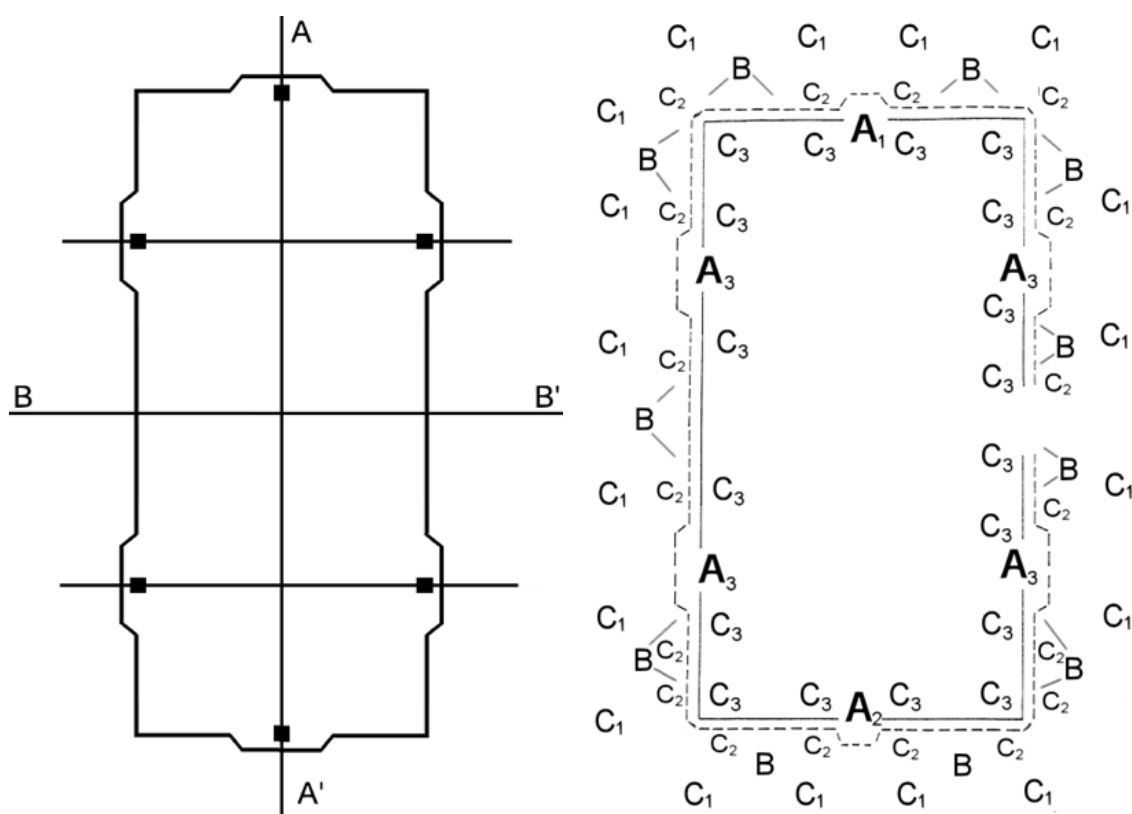 A
B B'
A'
C₁ C₁ C₁ C₁
B B
C₂ C₂ C₂ C₂
C₁
A₁
C₃ C₃ C₃ C₃
B B
C₁ C₂ C₃ C₃ C₂ C₁
A₃ A₃
C₃
C₁ C₃ B C₁
C₂
C₃ C₂
B
C₃ B
C₁ C₂ C₃ C₁
C₂
C₃
A₃ A₃
C₁ C₃ C₃ C₁
B C₂ C₂ B
C₂ C₃ C₃ C₃ C₃ C₂
C₁ A₂
C₂ C₂ C₂ C₂
B B
C₁ C₁ C₁ C₁